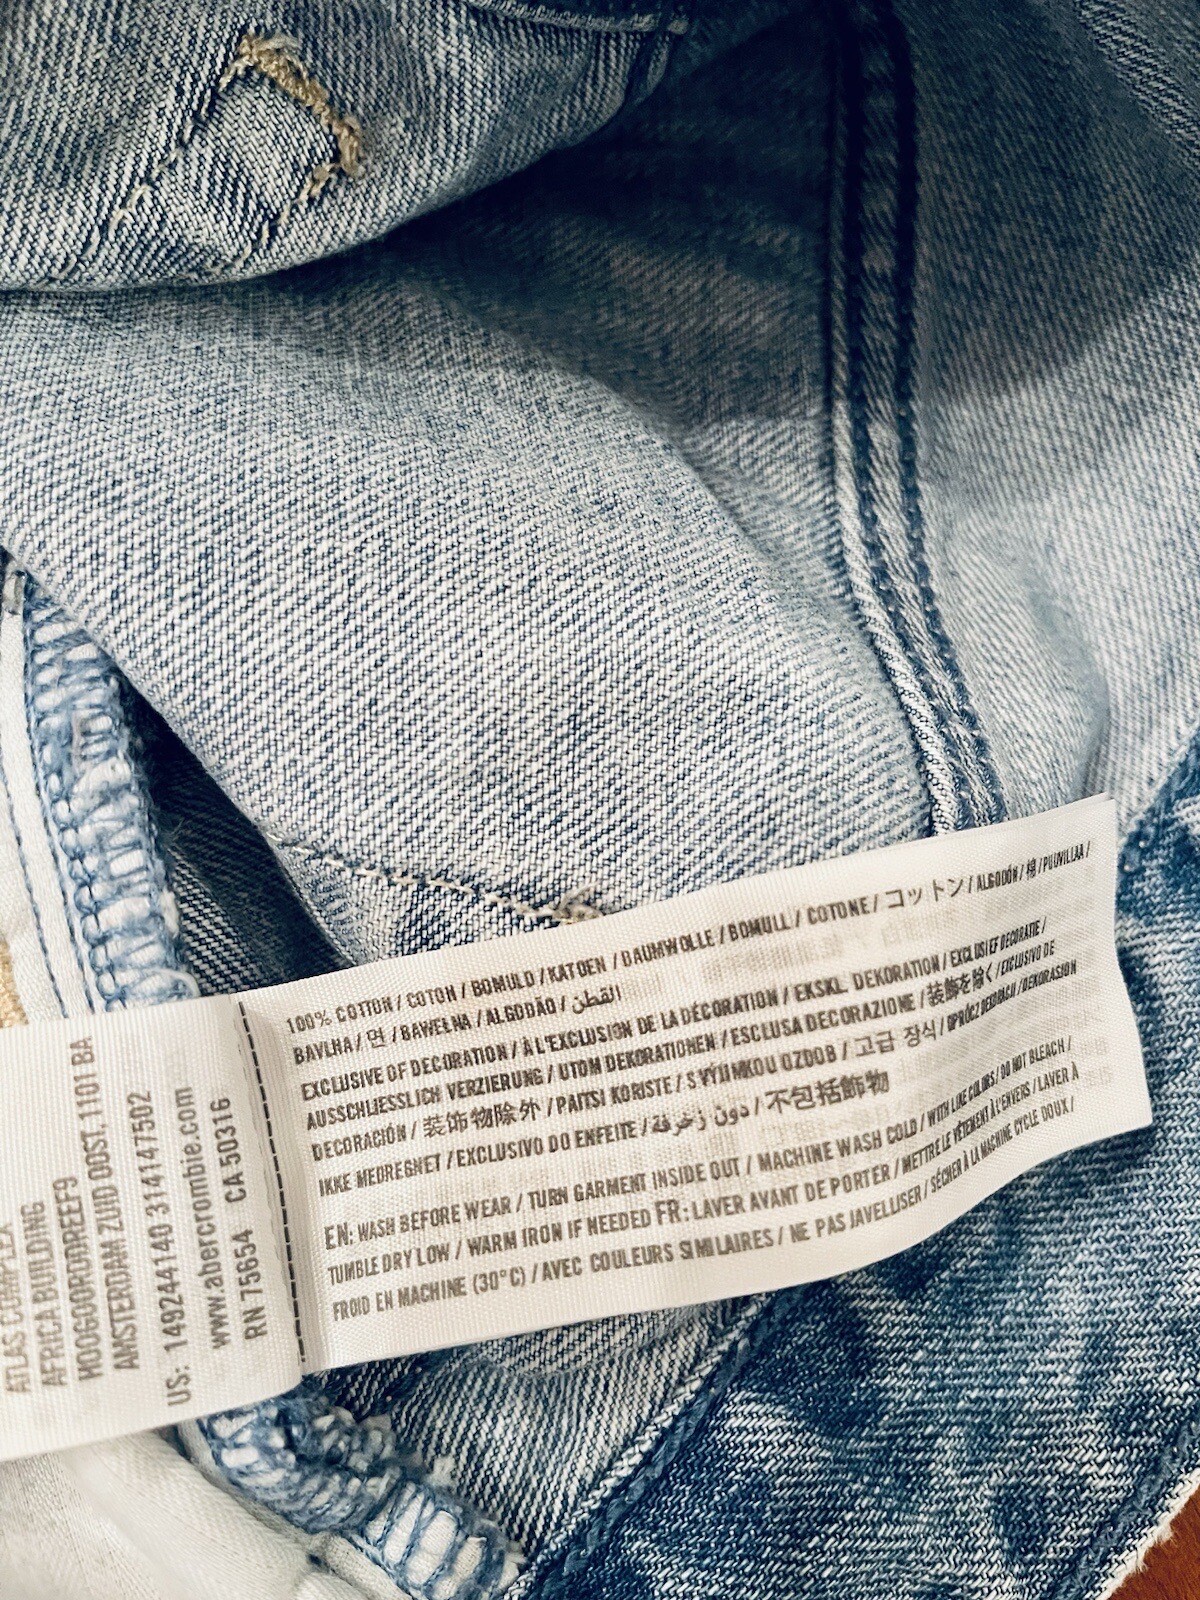 ATLAS COMPLEX
AFRICA BUILDING
HOOGOORDDREEF9
AMSTERDAM ZUID OOST, 1101 BA
US: 1492441140 3141147502
www.abercrombie.com
RN 75654 CA 50316
100% COTTON / COTON / BOMULD / KATOEN / BAUMWOLLE / BOMULL / COTONE / コットン / ALGODÓN / 棉 / PUUVILLAA /
BAVLHA / 면 / BAWEŁNA / ALGODÃO / القطن
EXCLUSIVE OF DECORATION / À L'EXCLUSION DE LA DÉCORATION / EKSKL. DEKORATION / EXCLUSIEF DECORATIE /
AUSSCHLIESSLICH VERZIERUNG / UTOM DEKORATIONEN / ESCLUSA DECORAZIONE / 装飾を除く / EXCLUSIVO DE
DECORACIÓN / 装饰物除外 / PAITSI KORISTE / S VÝJIMKOU OZDOB / 고급 장식 / OPRÓCZ DEKORACJI / DEKORASJON
IKKE MEDREGNET / EXCLUSIVO DO ENFEITE / دون زخرفة / 不包括飾物
EN: WASH BEFORE WEAR / TURN GARMENT INSIDE OUT / MACHINE WASH COLD / WITH LIKE COLORS / DO NOT BLEACH /
TUMBLE DRY LOW / WARM IRON IF NEEDED FR: LAVER AVANT DE PORTER / METTRE LE VÊTEMENT À L'ENVERS / LAVER À
FROID EN MACHINE (30°C) / AVEC COULEURS SIMILAIRES / NE PAS JAVELLISER / SÉCHER À LA MACHINE CYCLE DOUX /